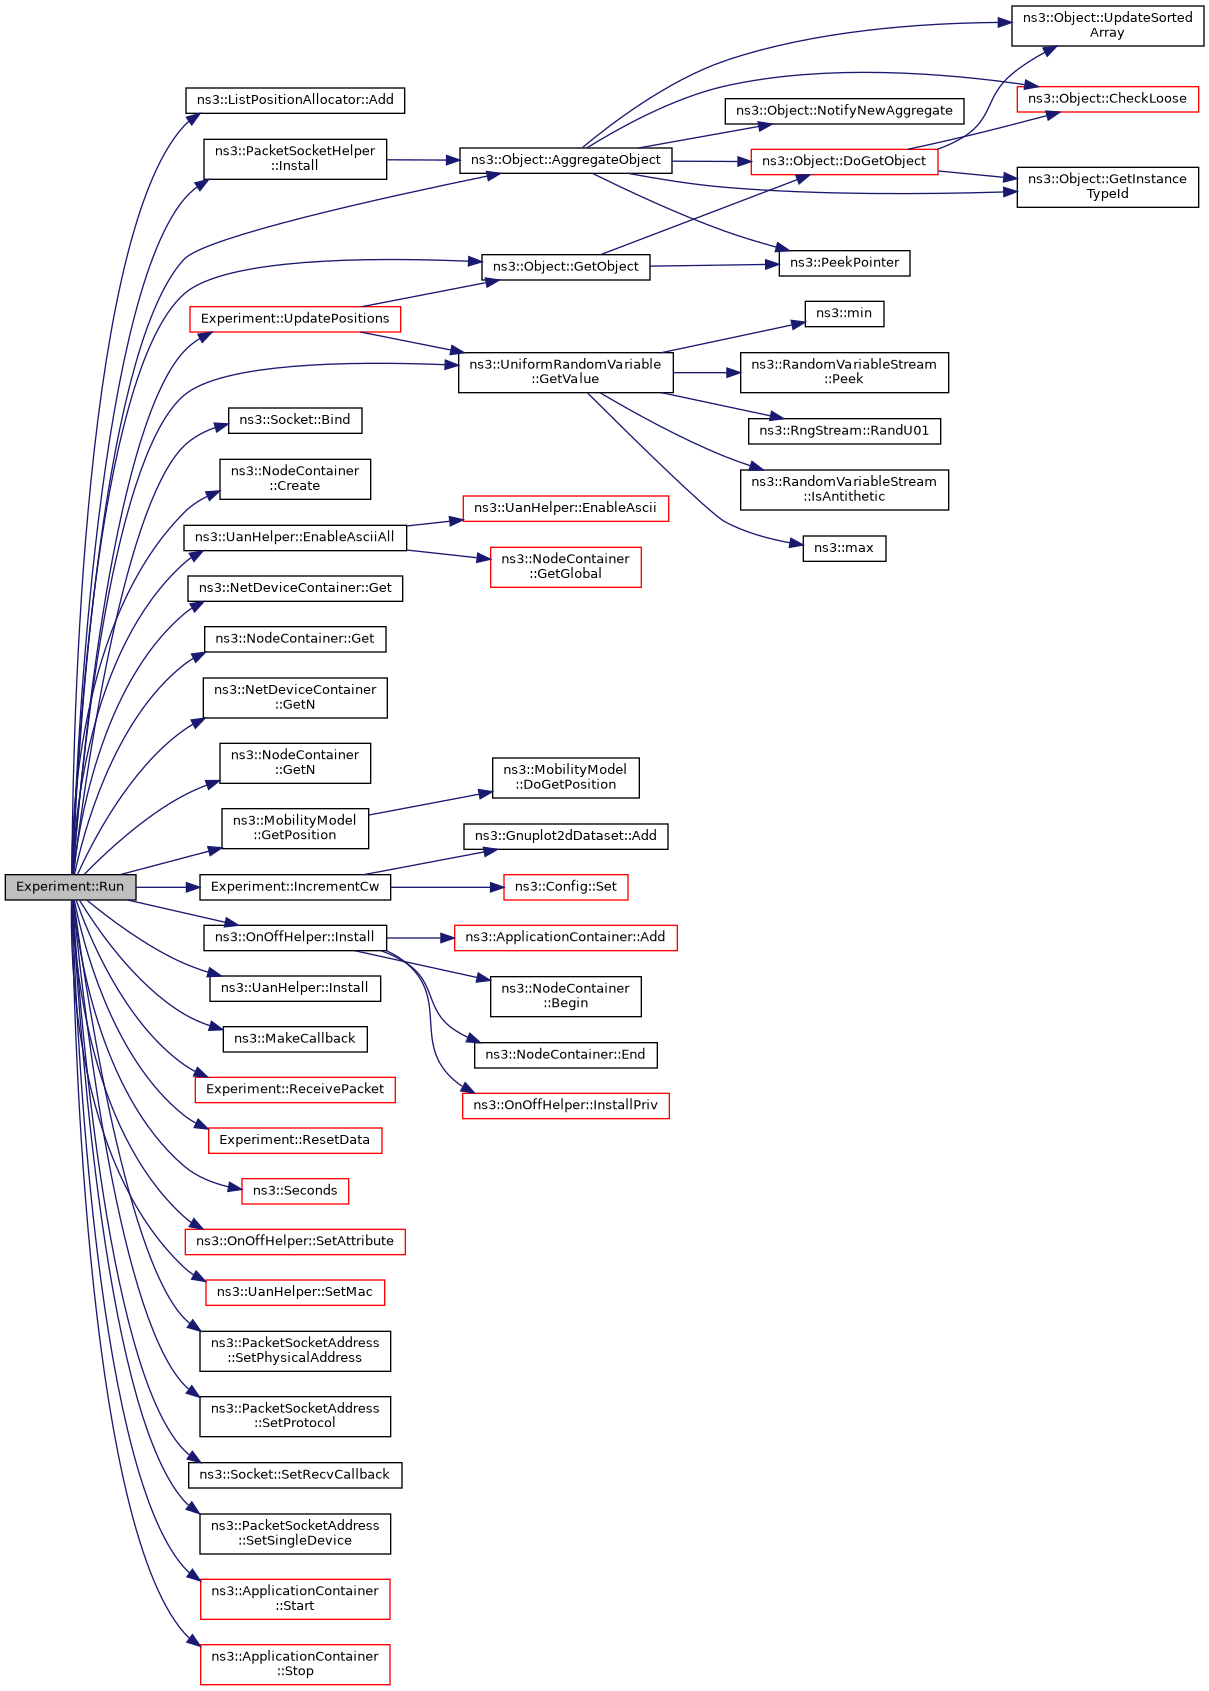 ns3::Object::UpdateSorted
Array
ns3::ListPositionAllocator::Add
ns3::Object::CheckLoose
ns3::Object::NotifyNewAggregate
ns3::PacketSocketHelper
::Install
ns3::Object::AggregateObject
ns3::Object::DoGetObject
ns3::Object::GetInstance
TypeId
ns3::Object::GetObject
ns3::PeekPointer
Experiment::UpdatePositions
ns3::min
ns3::UniformRandomVariable
::GetValue
ns3::RandomVariableStream
::Peek
ns3::Socket::Bind
ns3::RngStream::RandU01
ns3::NodeContainer
::Create
ns3::RandomVariableStream
::IsAntithetic
ns3::UanHelper::EnableAscii
ns3::UanHelper::EnableAsciiAll
ns3::max
ns3::NodeContainer
::GetGlobal
ns3::NetDeviceContainer::Get
ns3::NodeContainer::Get
ns3::NetDeviceContainer
::GetN
ns3::NodeContainer
::GetN
ns3::MobilityModel
::DoGetPosition
ns3::MobilityModel
::GetPosition
ns3::Gnuplot2dDataset::Add
Experiment::Run
Experiment::IncrementCw
ns3::Config::Set
ns3::OnOffHelper::Install
ns3::ApplicationContainer::Add
ns3::UanHelper::Install
ns3::NodeContainer
::Begin
ns3::MakeCallback
ns3::NodeContainer::End
Experiment::ReceivePacket
ns3::OnOffHelper::InstallPriv
Experiment::ResetData
ns3::Seconds
ns3::OnOffHelper::SetAttribute
ns3::UanHelper::SetMac
ns3::PacketSocketAddress
::SetPhysicalAddress
ns3::PacketSocketAddress
::SetProtocol
ns3::Socket::SetRecvCallback
ns3::PacketSocketAddress
::SetSingleDevice
ns3::ApplicationContainer
::Start
ns3::ApplicationContainer
::Stop